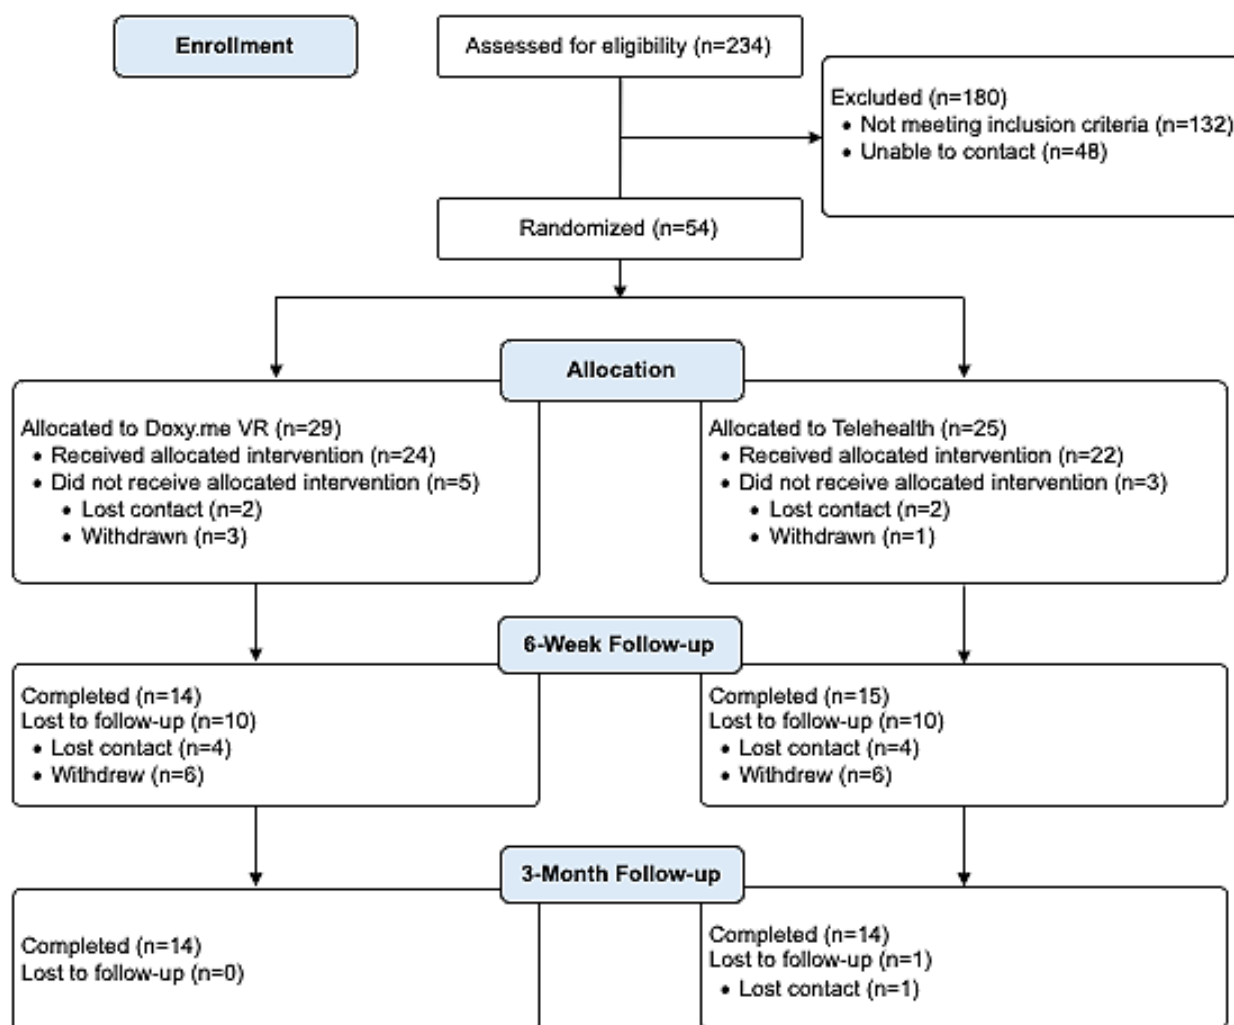 Enrollment
Assessed for eligibility (n=234)
Excluded (n=180)
• Not meeting inclusion criteria (n=132)
• Unable to contact (n=48)
Randomized (n=54)
Allocation
Allocated to Doxy.me VR (n=29)
• Received allocated intervention (n=24)
• Did not receive allocated intervention (n=5)
• Lost contact (n=2)
• Withdrawn (n=3)
Allocated to Telehealth (n=25)
• Received allocated intervention (n=22)
• Did not receive allocated intervention (n=3)
• Lost contact (n=2)
• Withdrawn (n=1)
6-Week Follow-up
Completed (n=14)
Lost to follow-up (n=10)
• Lost contact (n=4)
• Withdrew (n=6)
Completed (n=15)
Lost to follow-up (n=10)
• Lost contact (n=4)
• Withdrew (n=6)
3-Month Follow-up
Completed (n=14)
Lost to follow-up (n=0)
Completed (n=14)
Lost to follow-up (n=1)
• Lost contact (n=1)